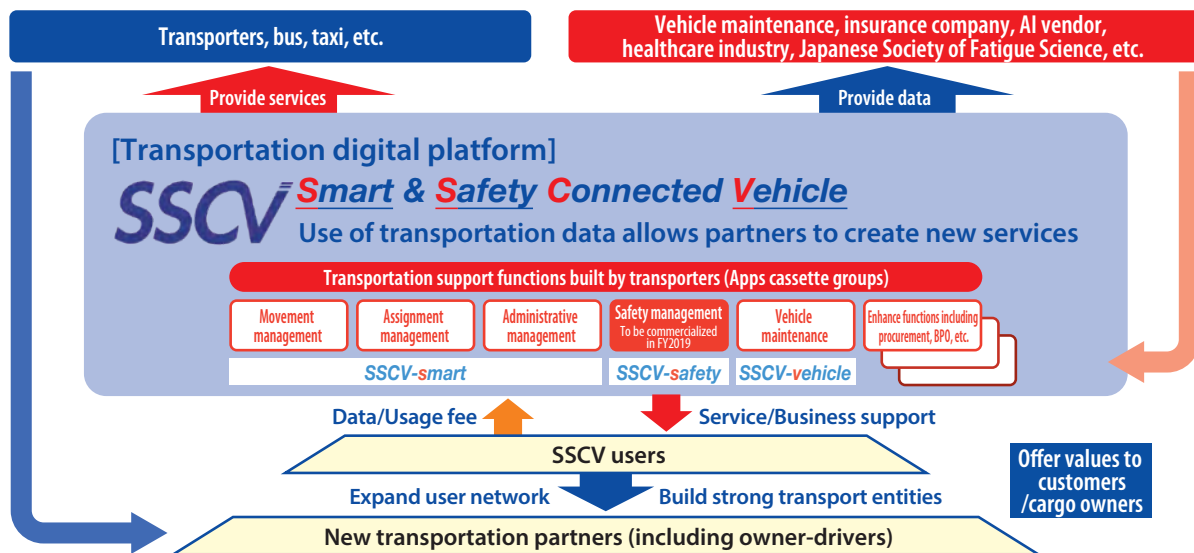 Transporters, bus, taxi, etc.
Vehicle maintenance, insurance company, AI vendor,
healthcare industry, Japanese Society of Fatigue Science, etc.
Provide services
Provide data
[Transportation digital platform]
SSCV
Smart & Safety Connected Vehicle
Use of transportation data allows partners to create new services
Transportation support functions built by transporters (Apps cassette groups)
Movement
management
Assignment
management
Administrative
management
Safety management
To be commercialized
in FY2019
Vehicle
maintenance
Enhance functions including
procurement, BPO, etc.
SSCV-smart
SSCV-safety
SSCV-vehicle
Data/Usage fee
Service/Business support
SSCV users
Expand user network
Build strong transport entities
Offer values to
customers
/cargo owners
New transportation partners (including owner-drivers)